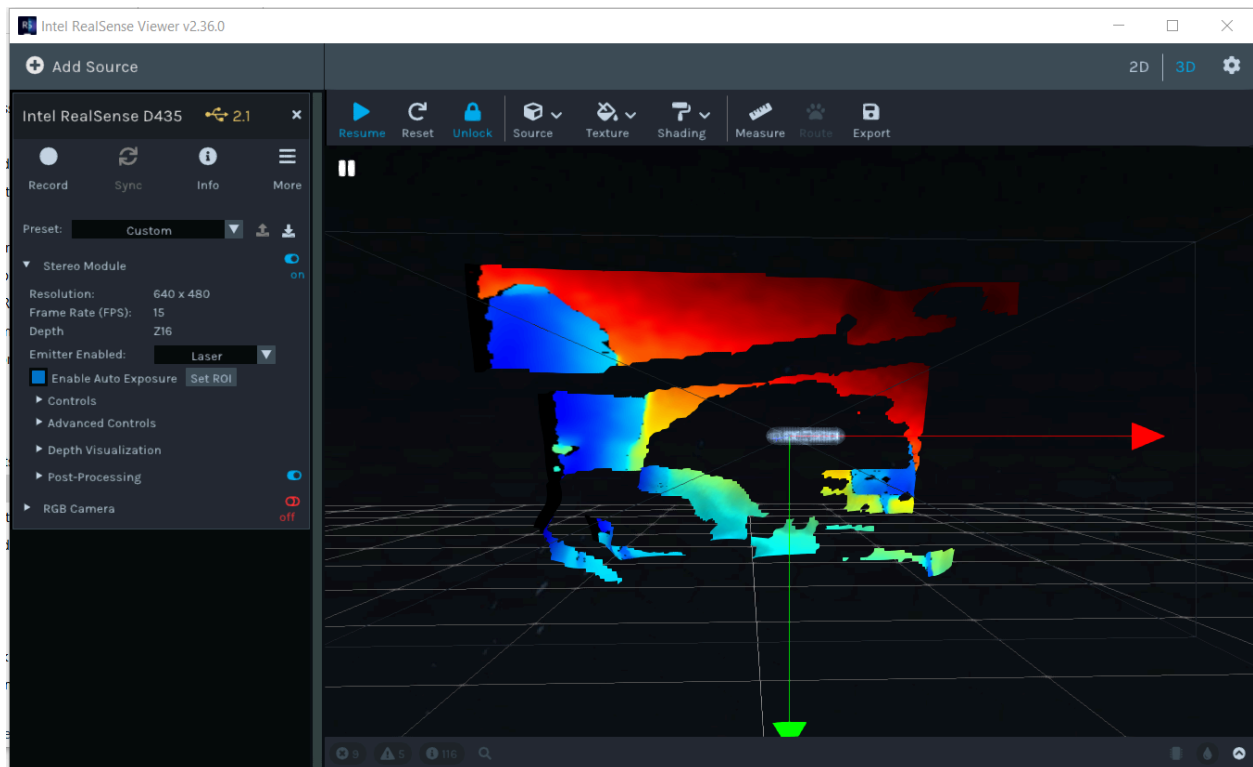 Intel RealSense Viewer v2.36.0
Add Source
2D 3D
Intel RealSense D435 2.1
Record Sync Info More
Preset: Custom
Stereo Module on
Resolution: 640 x 480
Frame Rate (FPS): 15
Depth Z16
Emitter Enabled: Laser
Enable Auto Exposure Set ROI
Controls
Advanced Controls
Depth Visualization
Post-Processing
RGB Camera off
Resume Reset Unlock Source Texture Shading Measure Route Export
9 5 116